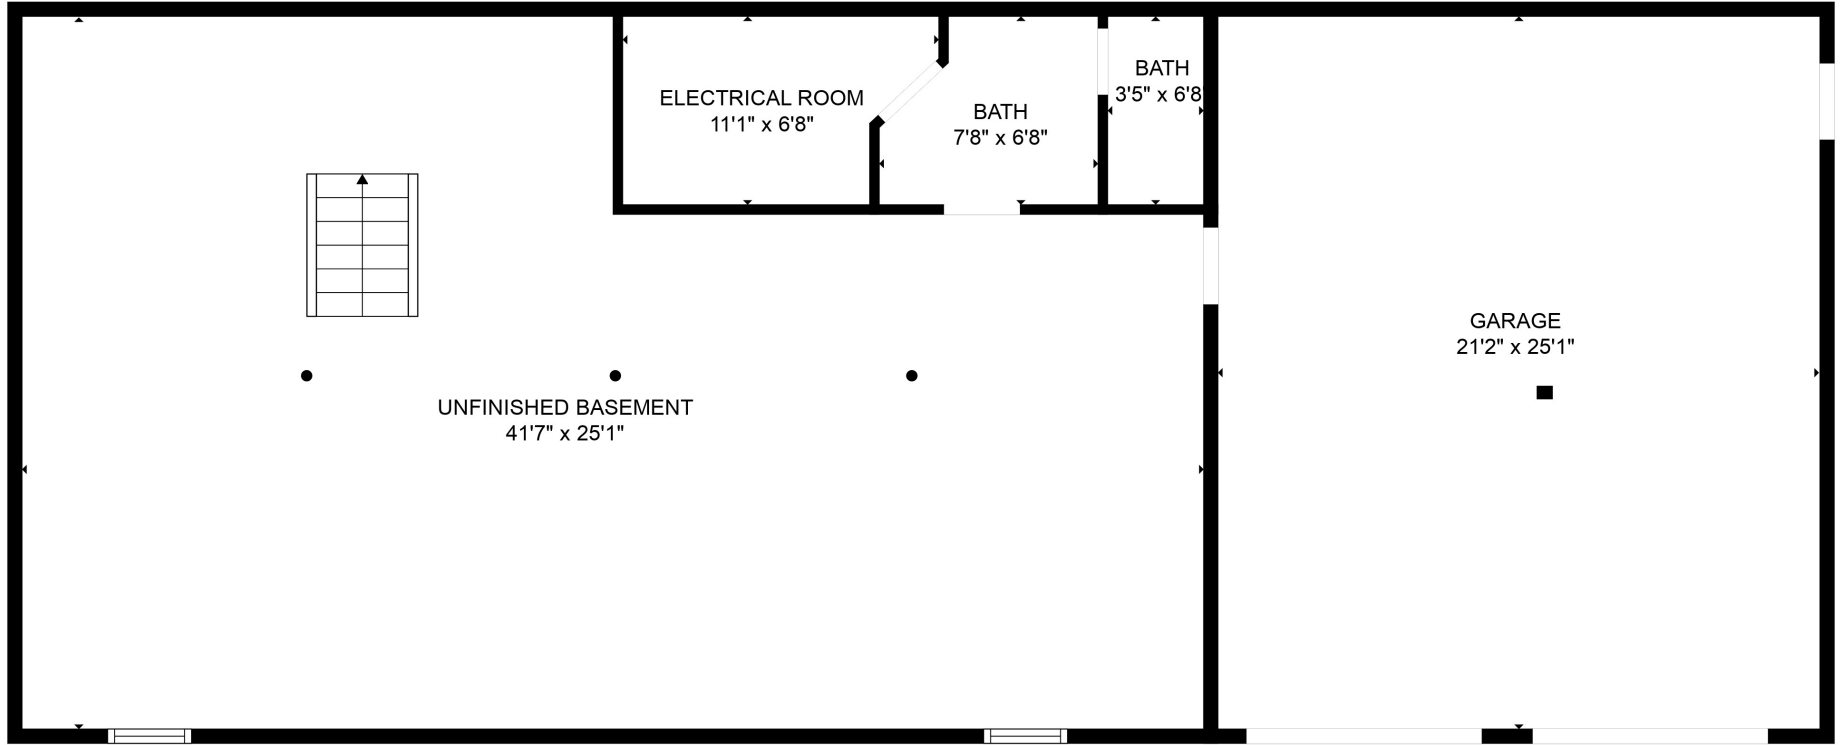 ELECTRICAL ROOM
11'1" x 6'8"
BATH
7'8" x 6'8"
BATH
3'5" x 6'8
GARAGE
21'2" x 25'1"
UNFINISHED BASEMENT
41'7" x 25'1"